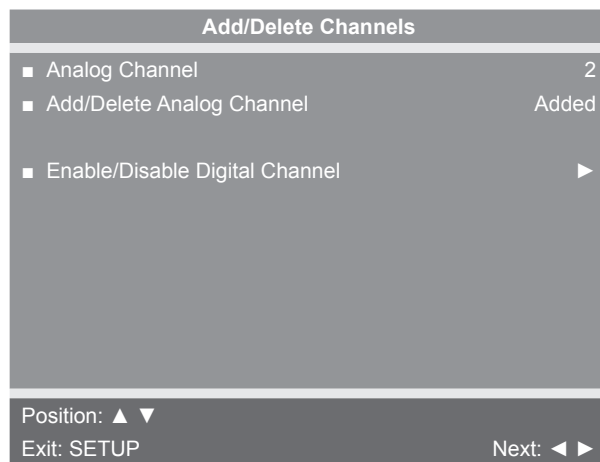 Add/Delete Channels
■ Analog Channel 2
■ Add/Delete Analog Channel Added
■ Enable/Disable Digital Channel ►
Position: ▲ ▼
Exit: SETUP Next: ◄ ►